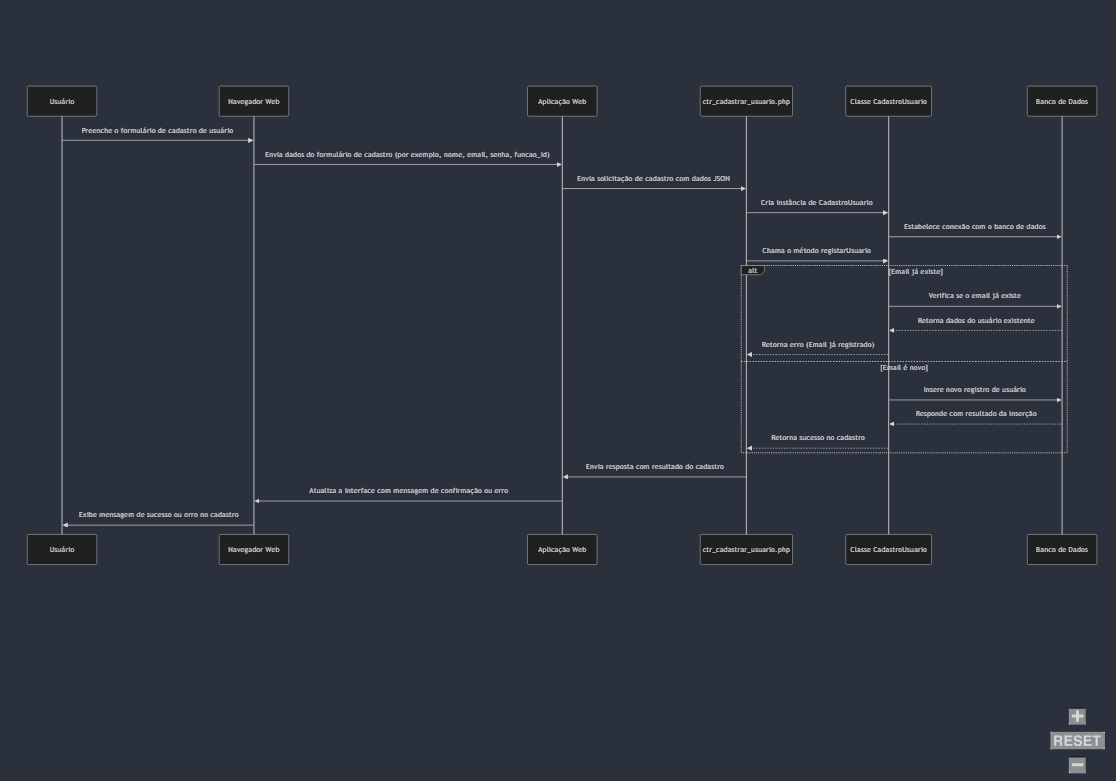 Usuário
Navegador Web
Aplicação Web
ctr_cadastrar_usuario.php
Classe CadastroUsuario
Banco de Dados
Preenche o formulário de cadastro de usuário
Envia dados do formulário de cadastro (por exemplo, nome, email, senha, funcao_id)
Envia solicitação de cadastro com dados JSON
Cria instância de CadastroUsuario
Estabelece conexão com o banco de dados
Chama o método registarUsuario
alt
[Email já existe]
Verifica se o email já existe
Retorna dados do usuário existente
Retorna erro (Email já registrado)
[Email é novo]
Insere novo registro de usuário
Responde com resultado da inserção
Retorna sucesso no cadastro
Envia resposta com resultado do cadastro
Atualiza a interface com mensagem de confirmação ou erro
Exibe mensagem de sucesso ou erro no cadastro
Usuário
Navegador Web
Aplicação Web
ctr_cadastrar_usuario.php
Classe CadastroUsuario
Banco de Dados
+
RESET
−